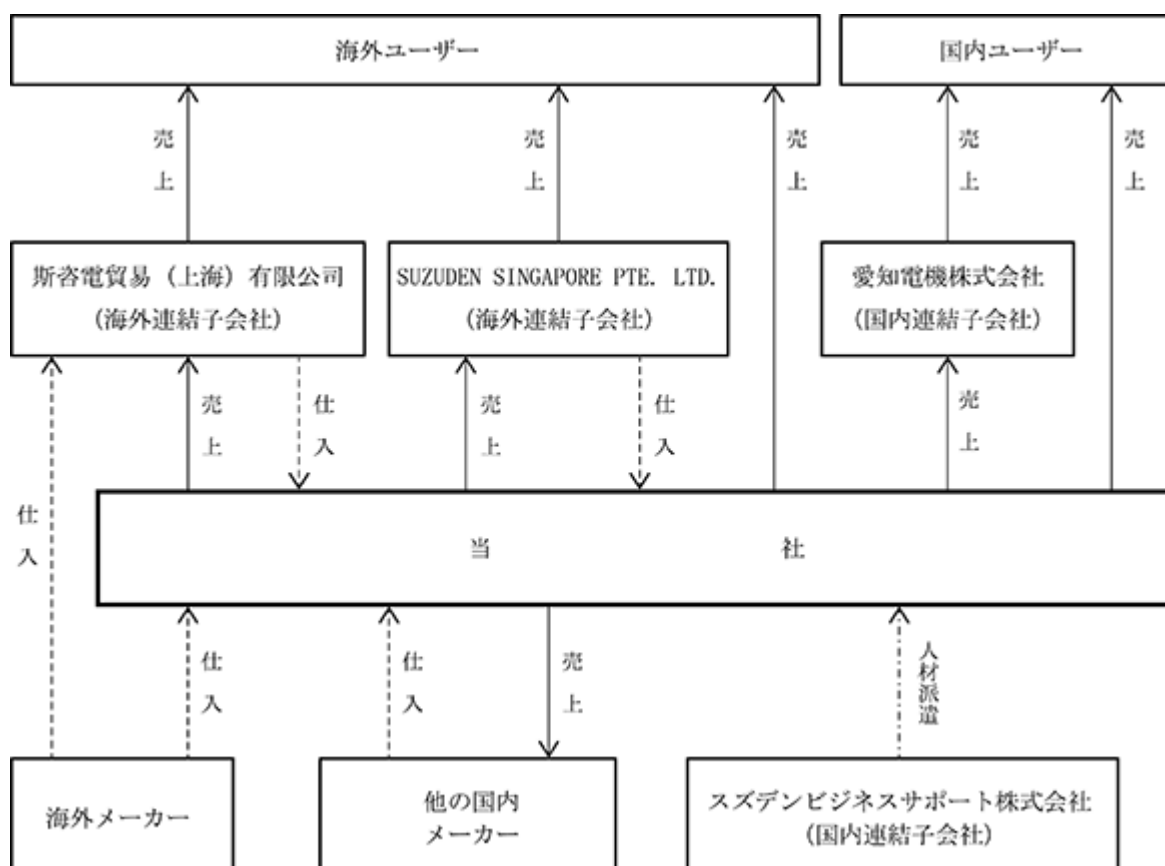 海外ユーザー
国内ユーザー
売上
売上
売上
売上
売上
斯咨電貿易（上海）有限公司
（海外連結子会社）
SUZUDEN SINGAPORE PTE. LTD.
（海外連結子会社）
愛知電機株式会社
（国内連結子会社）
仕入
売上
仕入
売上
仕入
売上
当社
仕入
仕入
売上
人材派遣
海外メーカー
他の国内
メーカー
スズデンビジネスサポート株式会社
（国内連結子会社）